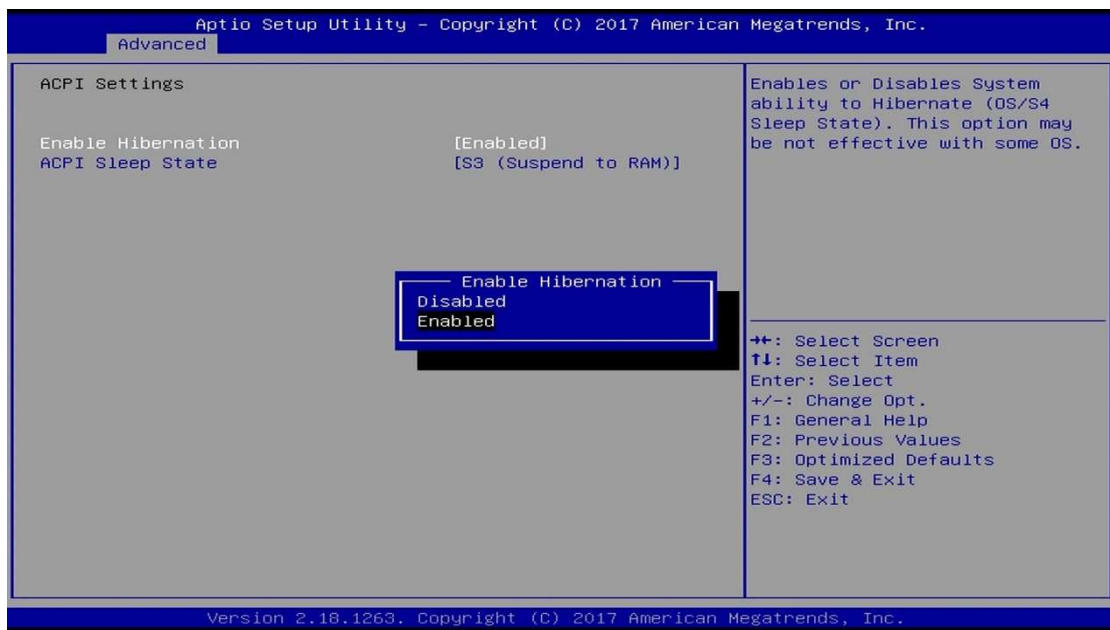 Aptio Setup Utility – Copyright (C) 2017 American Megatrends, Inc.
Advanced
ACPI Settings
Enable Hibernation [Enabled]
ACPI Sleep State [S3 (Suspend to RAM)]
Enable Hibernation
Disabled
Enabled
Enables or Disables System
ability to Hibernate (OS/S4
Sleep State). This option may
be not effective with some OS.
→←: Select Screen
↑↓: Select Item
Enter: Select
+/-: Change Opt.
F1: General Help
F2: Previous Values
F3: Optimized Defaults
F4: Save & Exit
ESC: Exit
Version 2.18.1263. Copyright (C) 2017 American Megatrends, Inc.